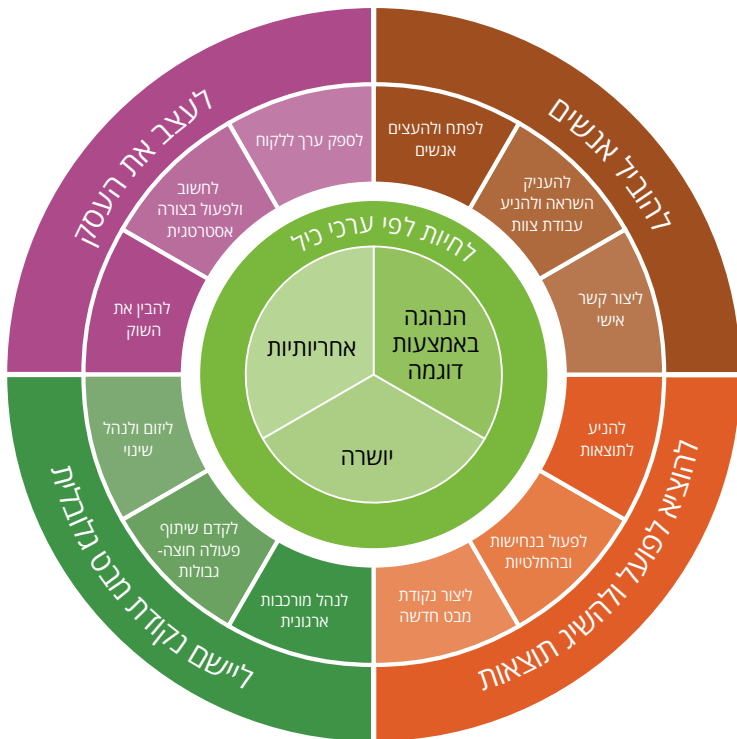 לעצב את העסק
לספק ערך ללקוח
לחשוב
ולפעול בצורה
אסטרטגית
להבין את
השוק
להוביל אנשים
לפתח ולהעצים
אנשים
להעניק
השראה ולהניע
עבודת צוות
ליצור קשר
אישי
לחיות לפי ערכי כיל
הנהגה
באמצעות
דוגמה
אחריותיות
יושרה
להוציא לפועל ולהשיג תוצאות
להניע
לתוצאות
לפעול בנחישות
ובהחלטיות
ליצור נקודת
מבט חדשה
ליישם נקודת מבט גלובלית
ליזום ולנהל
שינוי
לקדם שיתוף
פעולה חוצה-
גבולות
לנהל מורכבות
ארגונית